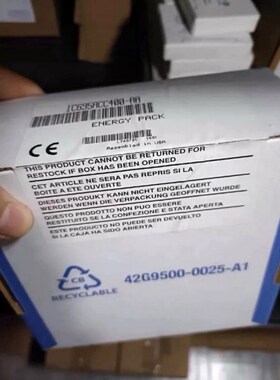 IC695ACC400-AA
ENERGY PACK
CE
Assembled in USA
THIS PRODUCT CANNOT BE RETURNED FOR
RESTOCK IF BOX HAS BEEN OPENED
CET ARTICLE NE SERA PAS REPRIS SI LA
BOITE A ETE OUVERTE
DIESES PRODUKT KANN NICHT EINGELAGERT
WERDEN WENN DIE VERPACKUNG GEÖFFNET WURDE
QUESTO PRODOTTO NON PUO ESSERE
RESTITUITO SE LA CONFEZIONE E STATA APERTA
NO PUEDE SER DEVUELTO
SI LA CAJA HA SIDO ABIERTA
CB
RECYCLABLE
42G9500-0025-A1